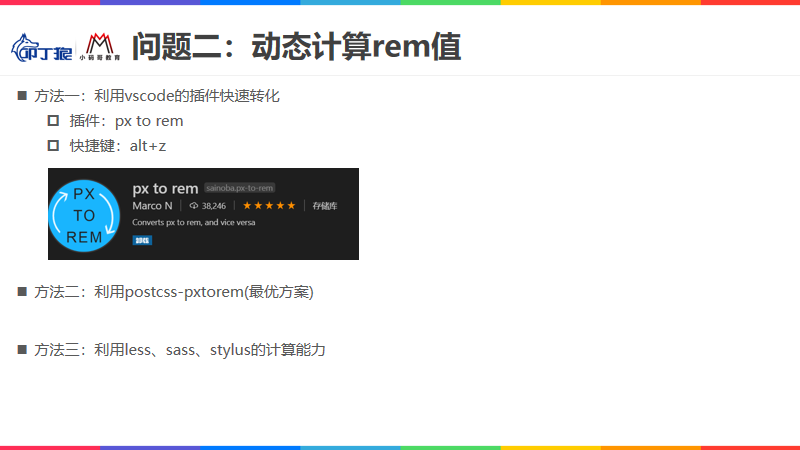 叩丁狼
小码哥教育
问题二：动态计算rem值
方法一：利用vscode的插件快速转化
插件：px to rem
快捷键：alt+z
PX
TO
REM
px to rem sainoba.px-to-rem
Marco N 38,246 ★★★★★ 存储库
Converts px to rem, and vice versa
卸载
方法二：利用postcss-pxtorem(最优方案)
方法三：利用less、sass、stylus的计算能力